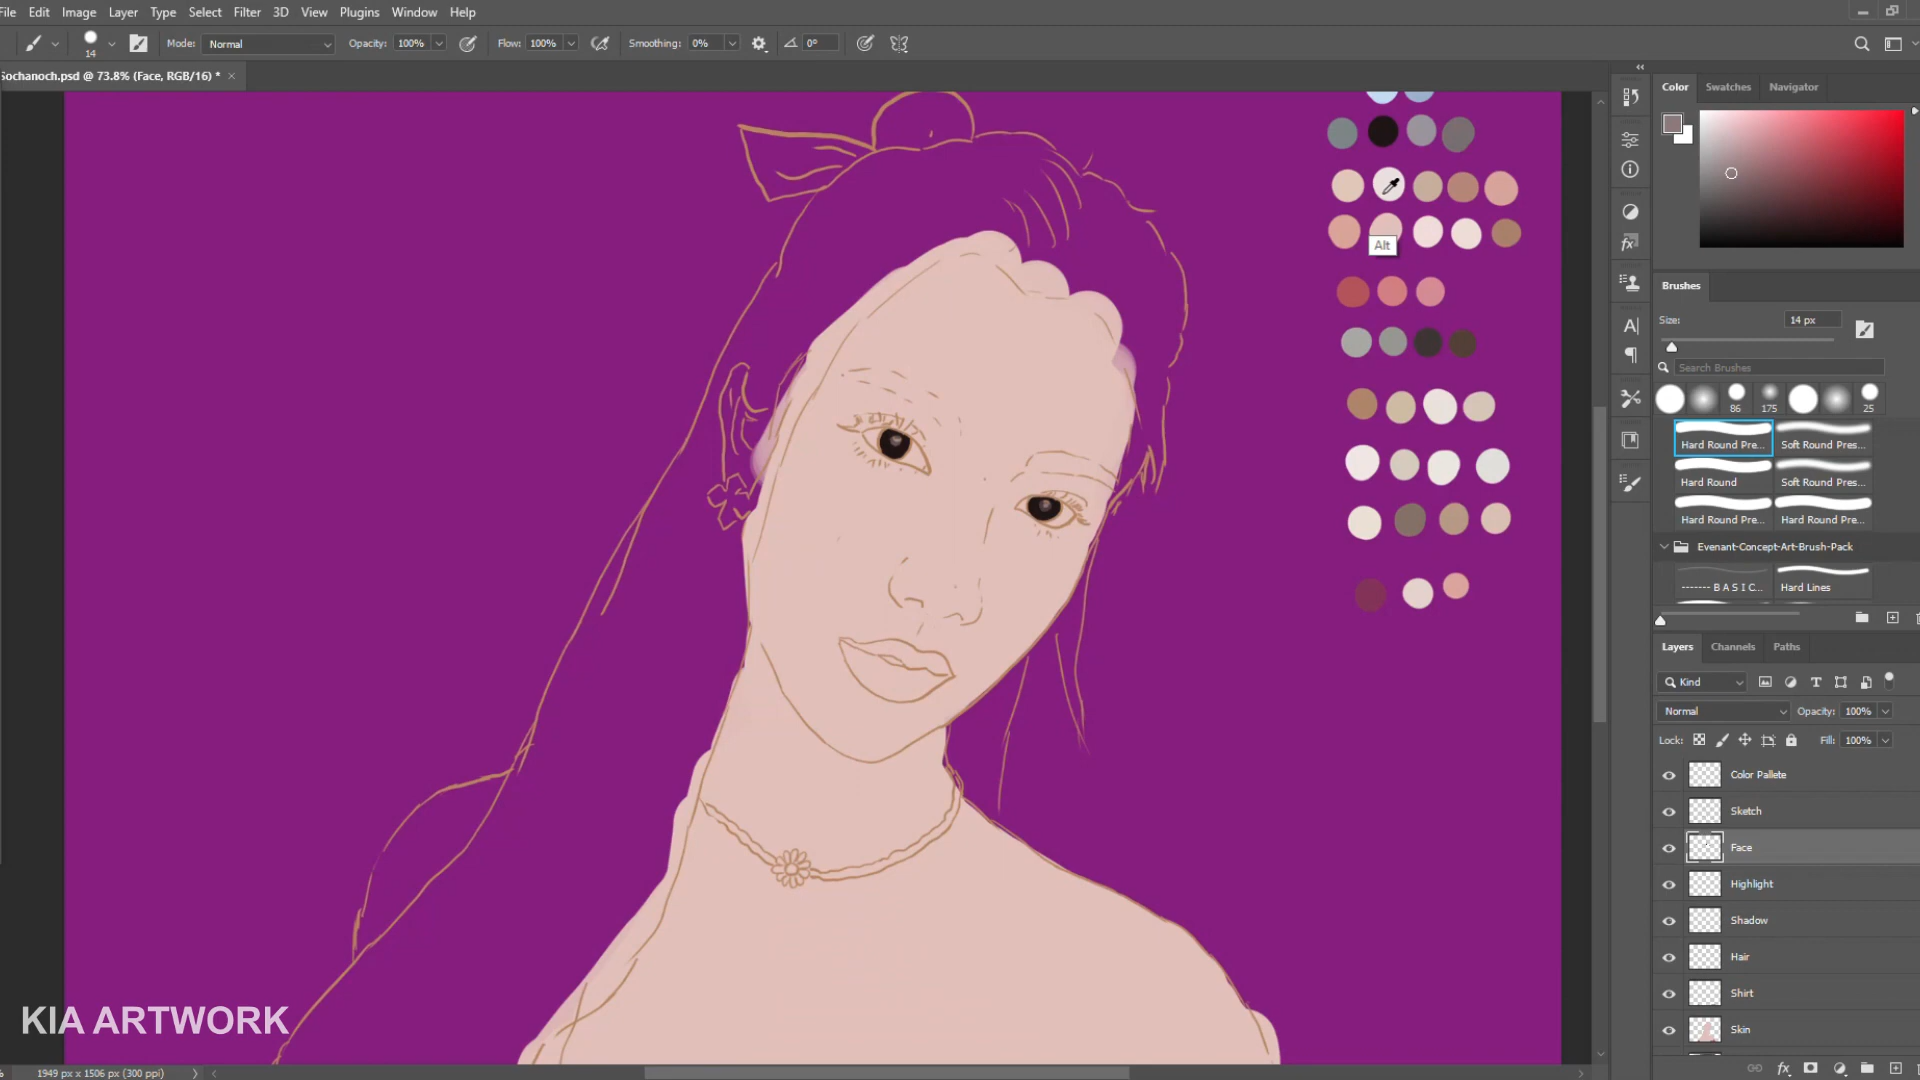 File Edit Image Layer Type Select Filter 3D View Plugins Window Help
14 Mode: Normal Opacity: 100% Flow: 100% Smoothing: 0% 0°
Sochanoch.psd @ 73.8% (Face, RGB/16) *
Color Swatches Navigator
Alt
Brushes
Size: 14 px
Search Brushes
86 175 25
Hard Round Pre... Soft Round Pres...
Hard Round Soft Round Pres...
Hard Round Pre... Hard Round Pre...
Evenant-Concept-Art-Brush-Pack
------- B A S I C... Hard Lines
Layers Channels Paths
Kind
Normal Opacity: 100%
Lock: Fill: 100%
Color Pallete
Sketch
Face
Highlight
Shadow
Hair
Shirt
Skin
KIA ARTWORK
% 1949 px x 1506 px (300 ppi)